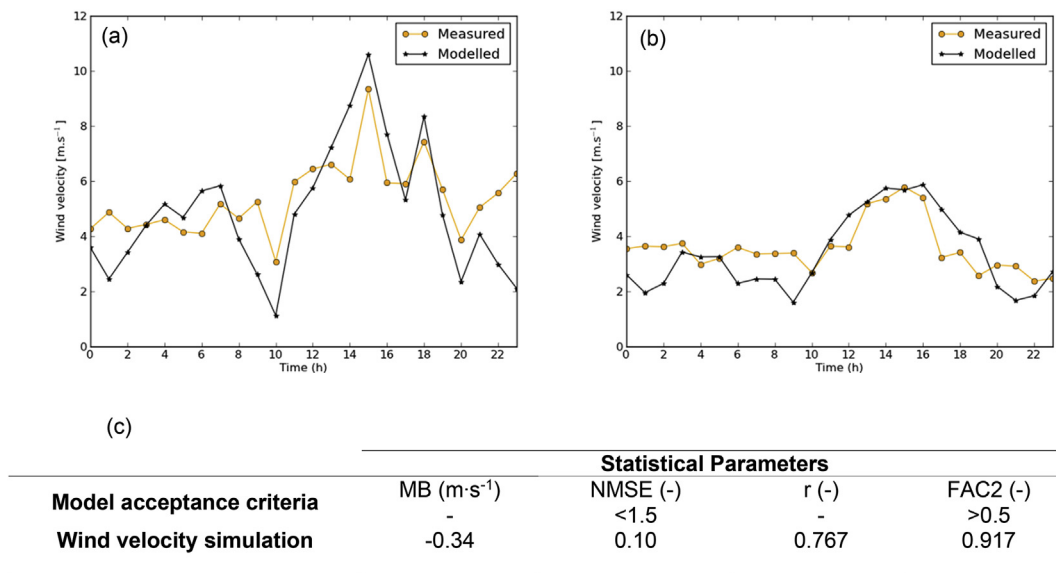 (a)
Measured
Modelled
Wind velocity [m.s⁻¹]
12
10
8
6
4
2
0
0 2 4 6 8 10 12 14 16 18 20 22
Time (h)
(b)
Measured
Modelled
Wind velocity [m.s⁻¹]
12
10
8
6
4
2
0
0 2 4 6 8 10 12 14 16 18 20 22
Time (h)
(c)
Statistical Parameters
Model acceptance criteria MB (m·s⁻¹) NMSE (-) r (-) FAC2 (-)
- <1.5 - >0.5
Wind velocity simulation -0.34 0.10 0.767 0.917